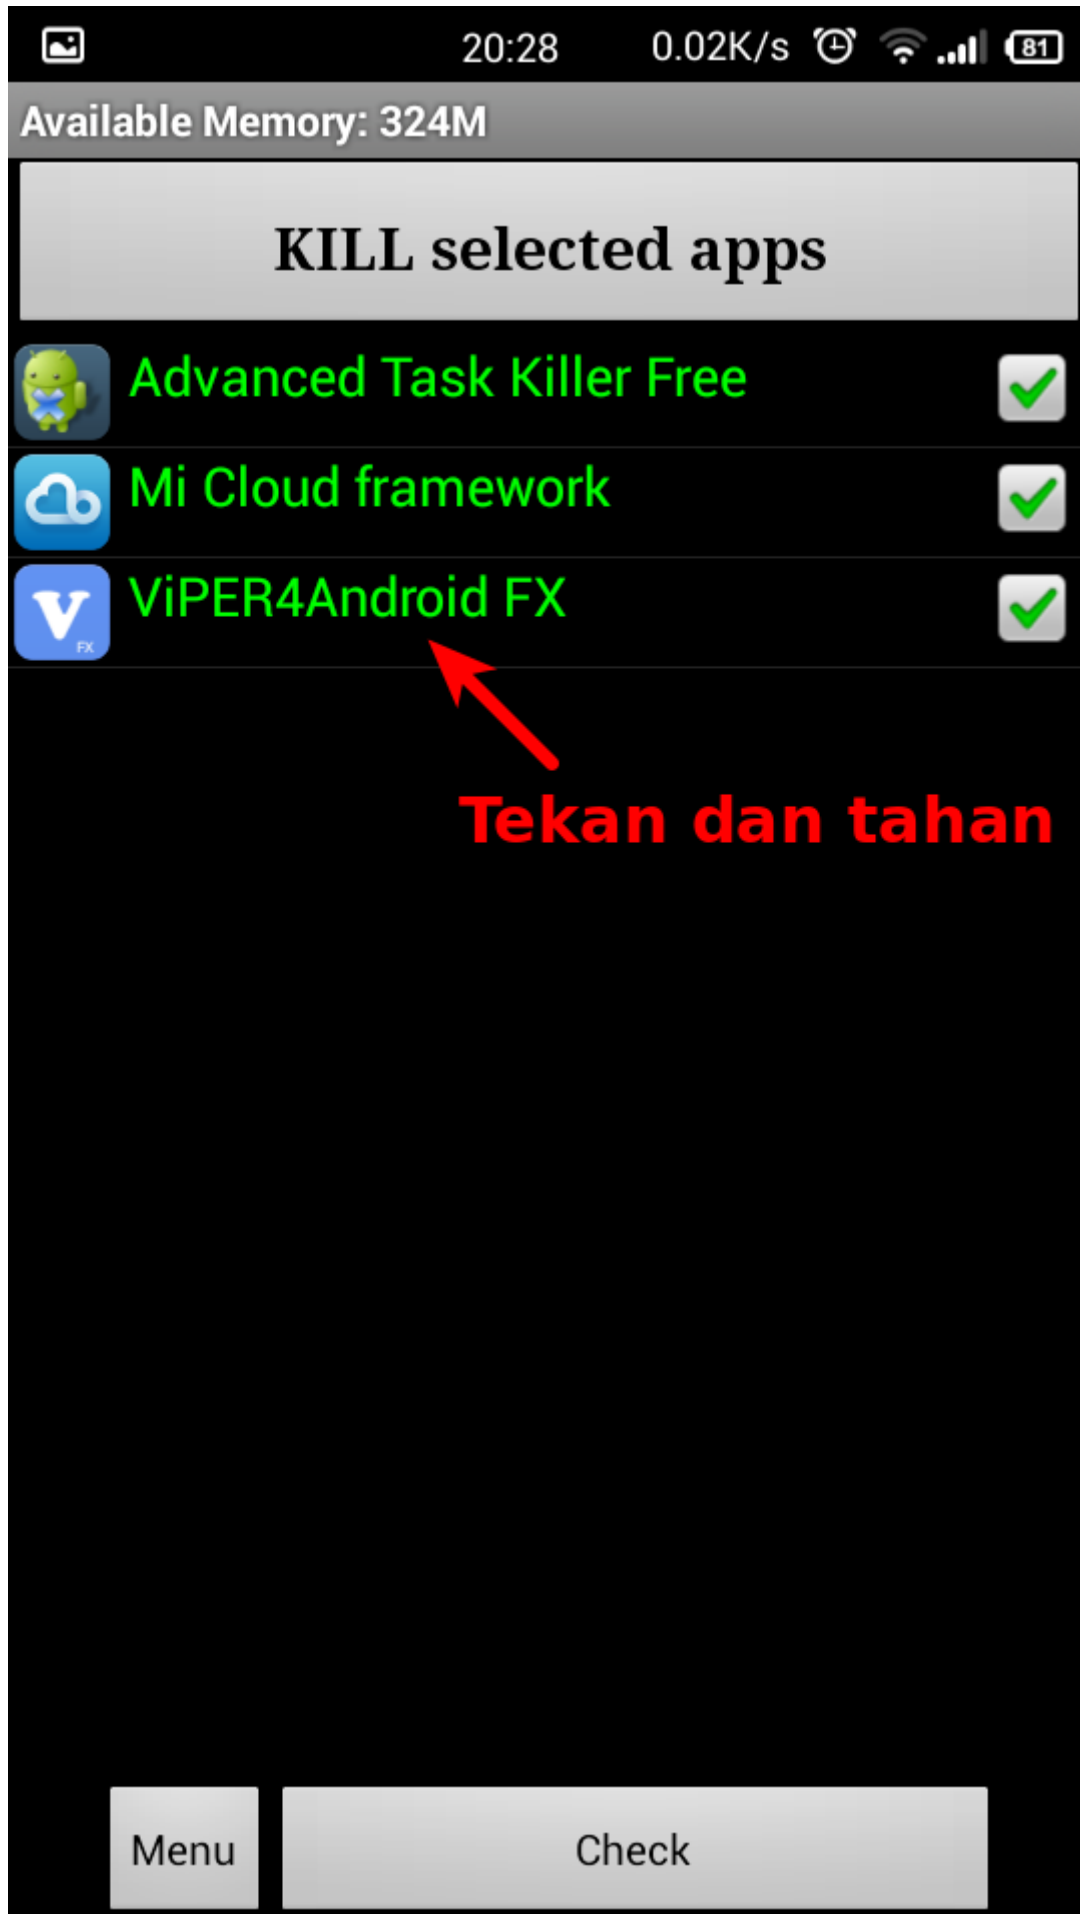 20:28 0.02K/s 81
Available Memory: 324M
KILL selected apps
Advanced Task Killer Free
Mi Cloud framework
V FX ViPER4Android FX
Tekan dan tahan
Menu Check